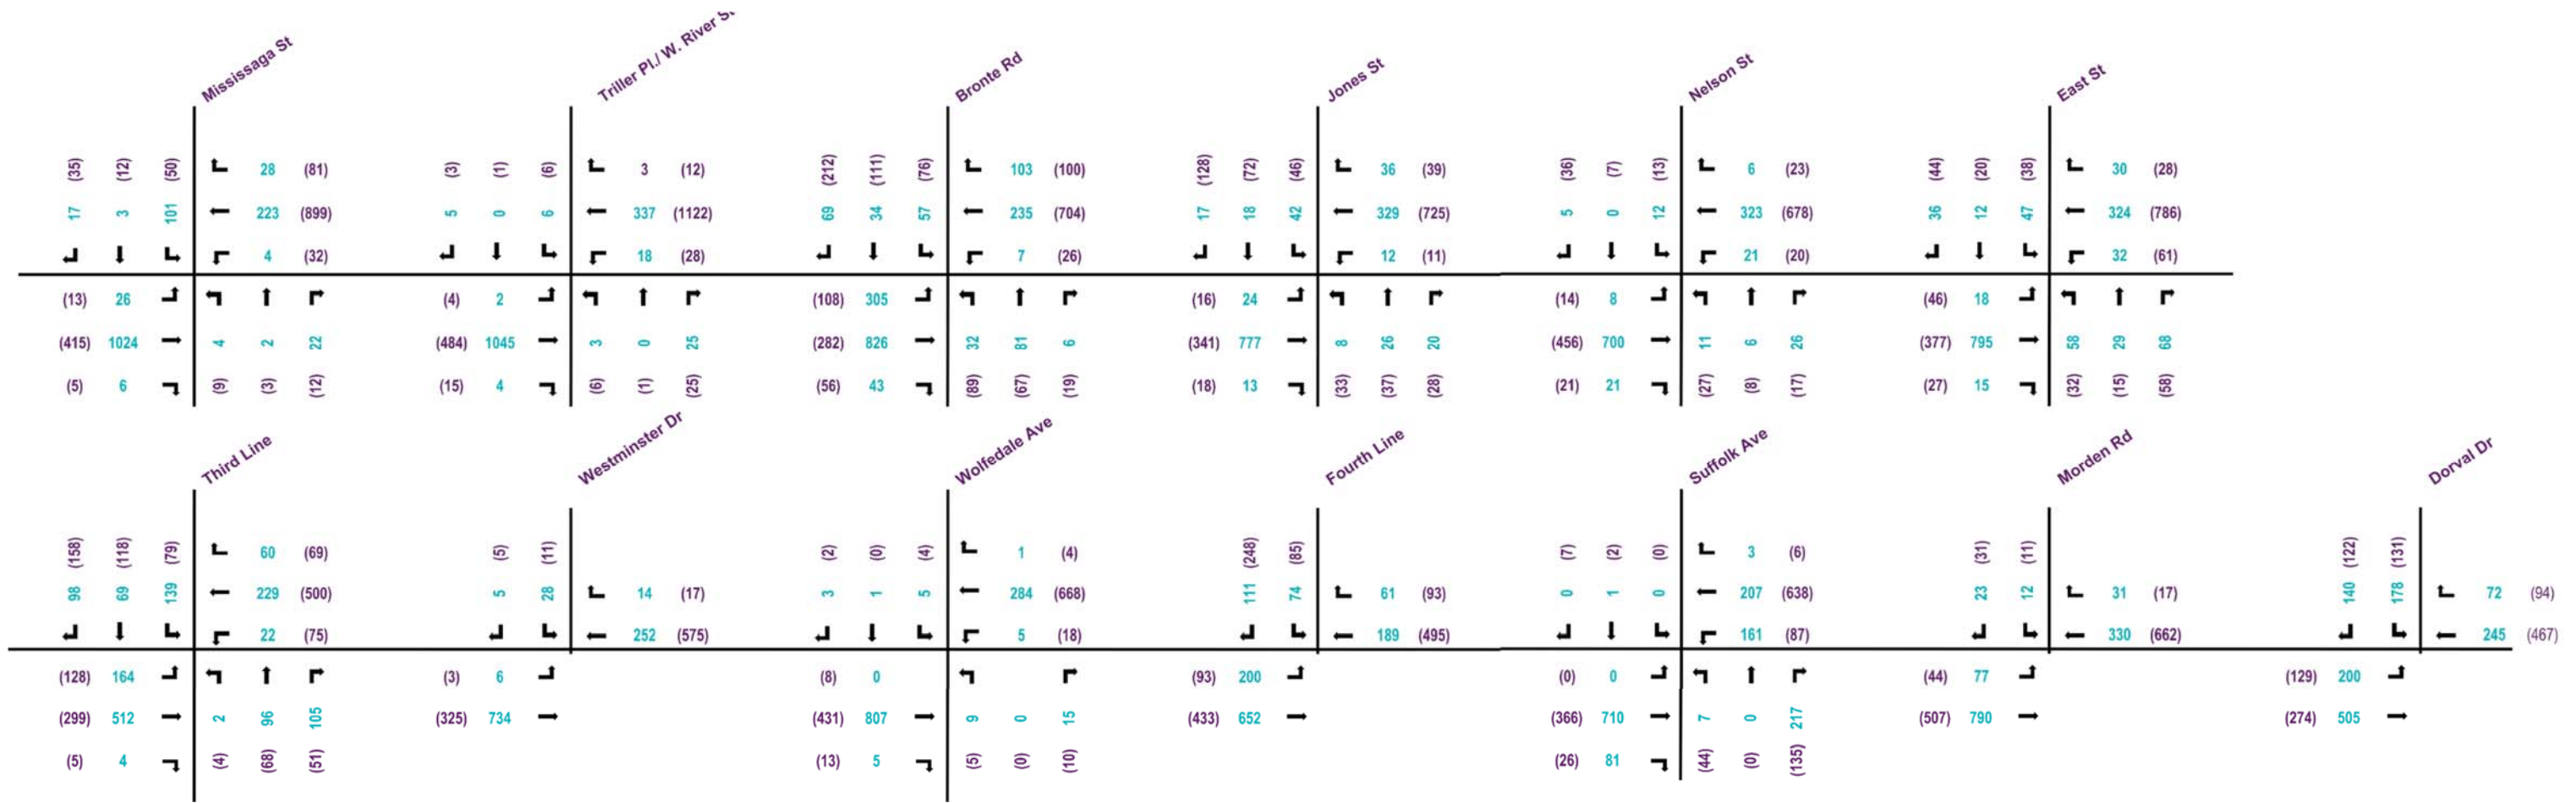 Mississaga St
Triller Pl./ W. River St
Bronte Rd
Jones St
Nelson St
East St
(35) (12) (50) 28 (81)
17 3 101 223 (899)
4 (32)
(13) 26
(415) 1024 4 2 22
(5) 6 (9) (3) (12)
(3) (1) (6) 3 (12)
5 0 6 337 (1122)
18 (28)
(4) 2
(484) 1045 3 0 25
(15) 4 (6) (1) (25)
(212) (111) (76) 103 (100)
69 34 57 235 (704)
7 (26)
(108) 305
(282) 826 32 81 6
(56) 43 (89) (67) (19)
(128) (72) (46) 36 (39)
17 18 42 329 (725)
12 (11)
(16) 24
(341) 777 8 26 20
(18) 13 (33) (37) (28)
(36) (7) (13) 6 (23)
5 0 12 323 (678)
21 (20)
(14) 8
(456) 700 11 6 26
(21) 21 (27) (8) (17)
(44) (20) (38) 30 (28)
36 12 47 324 (786)
32 (61)
(46) 18
(377) 795 58 29 68
(27) 15 (32) (15) (58)
Third Line
Westminster Dr
Wolfedale Ave
Fourth Line
Suffolk Ave
Morden Rd
Dorval Dr
(158) (118) (79) 60 (69)
98 69 139 229 (500)
22 (75)
(128) 164
(299) 512 2 96 105
(5) 4 (4) (68) (51)
(5) (11)
5 28 14 (17)
252 (575)
(3) 6
(325) 734
(2) (0) (4) 1 (4)
3 1 5 284 (668)
5 (18)
(8) 0
(431) 807 9 0 15
(13) 5 (5) (0) (10)
(248) (85)
111 74 61 (93)
189 (495)
(93) 200
(433) 652
(7) (2) (0) 3 (6)
0 1 0 207 (638)
161 (87)
(0) 0
(366) 710 7 0 217
(26) 81 (44) (0) (135)
(31) (11)
23 12 31 (17)
330 (662)
(44) 77
(507) 790
(122) (131)
140 178 72 (94)
245 (467)
(129) 200
(274) 505